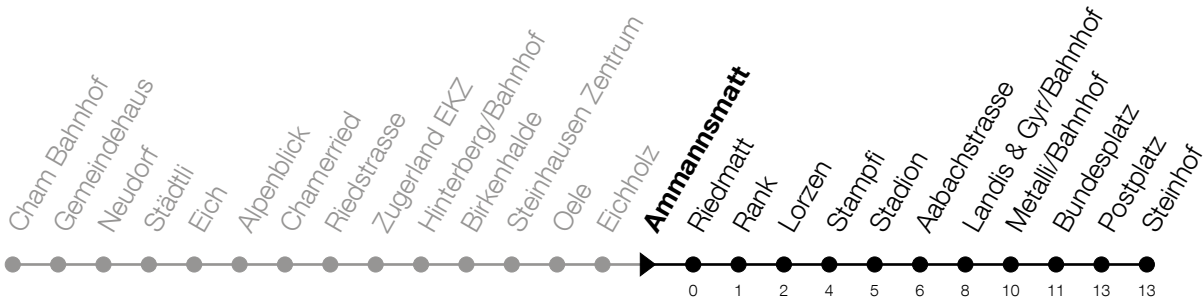 Cham Bahnhof
Gemeindehaus
Neudorf
Städtli
Eich
Alpenblick
Chamerried
Riedstrasse
Zugerland EKZ
Hinterberg/Bahnhof
Birkenhalde
Steinhausen Zentrum
Oele
Eichholz
Ammannsmatt
Riedmatt
Rank
Lorzen
Stampfi
Stadion
Aabachstrasse
Landis & Gyr/Bahnhof
Metalli/Bahnhof
Bundesplatz
Postplatz
Steinhof
0 1 2 4 5 6 8 10 11 13 13